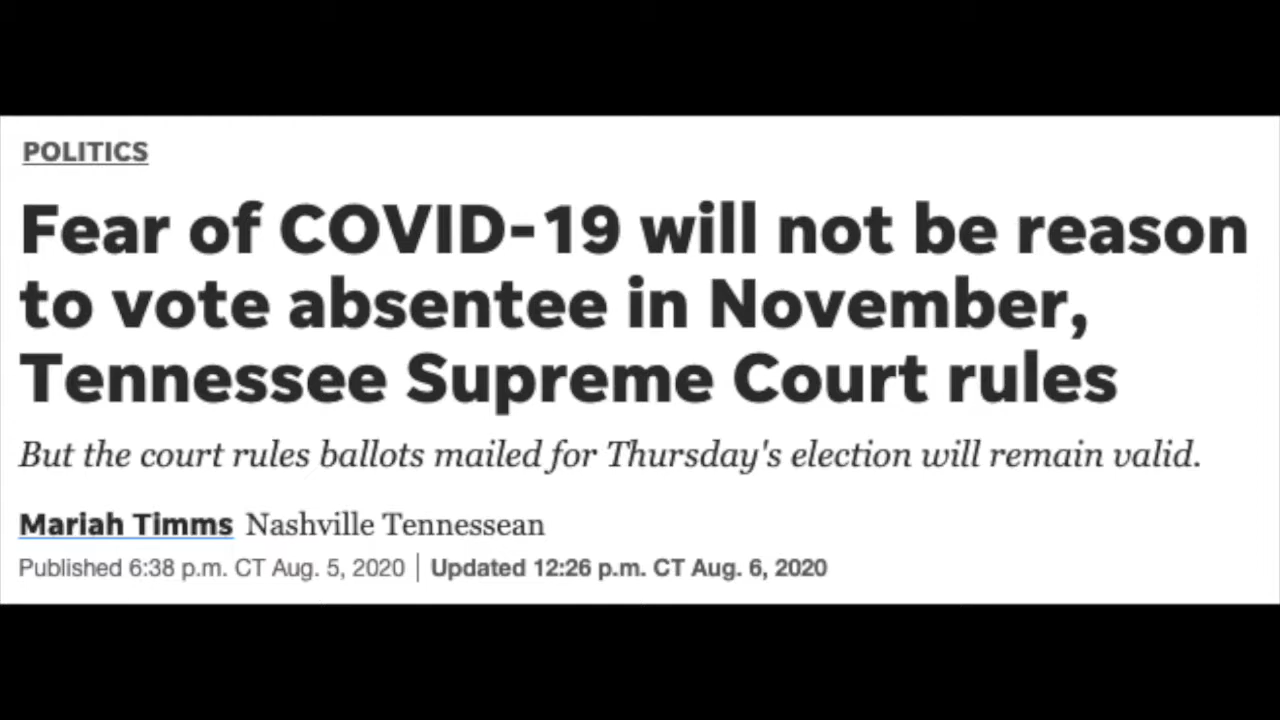 POLITICS
Fear of COVID-19 will not be reason
to vote absentee in November,
Tennessee Supreme Court rules
But the court rules ballots mailed for Thursday's election will remain valid.
Mariah Timms Nashville Tennessean
Published 6:38 p.m. CT Aug. 5, 2020 | Updated 12:26 p.m. CT Aug. 6, 2020